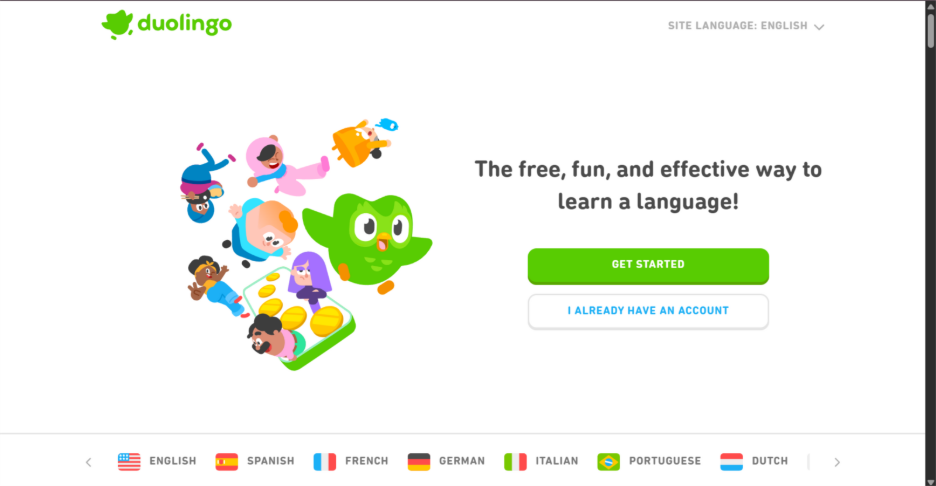 duolingo
SITE LANGUAGE: ENGLISH
The free, fun, and effective way to
learn a language!
GET STARTED
I ALREADY HAVE AN ACCOUNT
ENGLISH SPANISH FRENCH GERMAN ITALIAN PORTUGUESE DUTCH